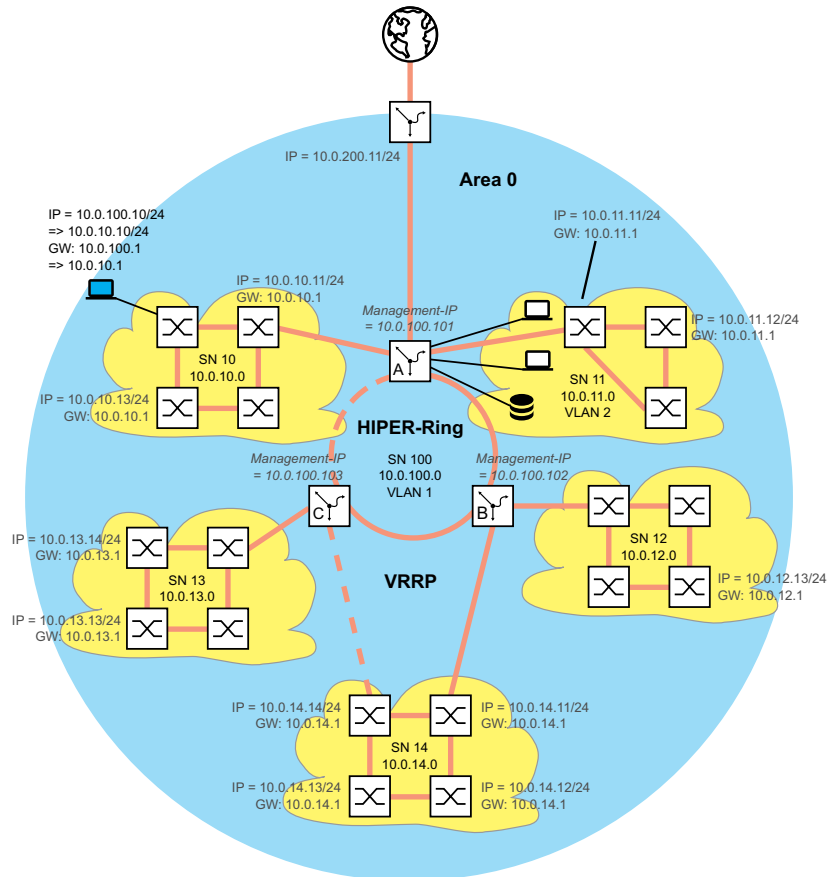 IP = 10.0.200.11/24
Area 0
IP = 10.0.100.10/24
=> 10.0.10.10/24
GW: 10.0.100.1
=> 10.0.10.1
IP = 10.0.11.11/24
GW: 10.0.11.1
IP = 10.0.10.11/24
GW: 10.0.10.1
Management-IP
= 10.0.100.101
IP = 10.0.11.12/24
GW: 10.0.11.1
SN 10
10.0.10.0
A
SN 11
10.0.11.0
VLAN 2
IP = 10.0.10.13/24
GW: 10.0.10.1
HIPER-Ring
Management-IP
= 10.0.100.103
SN 100
10.0.100.0
VLAN 1
Management-IP
= 10.0.100.102
C
B
IP = 10.0.13.14/24
GW: 10.0.13.1
SN 13
10.0.13.0
SN 12
10.0.12.0
VRRP
IP = 10.0.12.13/24
GW: 10.0.12.1
IP = 10.0.13.13/24
GW: 10.0.13.1
IP = 10.0.14.14/24
GW: 10.0.14.1
IP = 10.0.14.11/24
GW: 10.0.14.1
SN 14
10.0.14.0
IP = 10.0.14.13/24
GW: 10.0.14.1
IP = 10.0.14.12/24
GW: 10.0.14.1